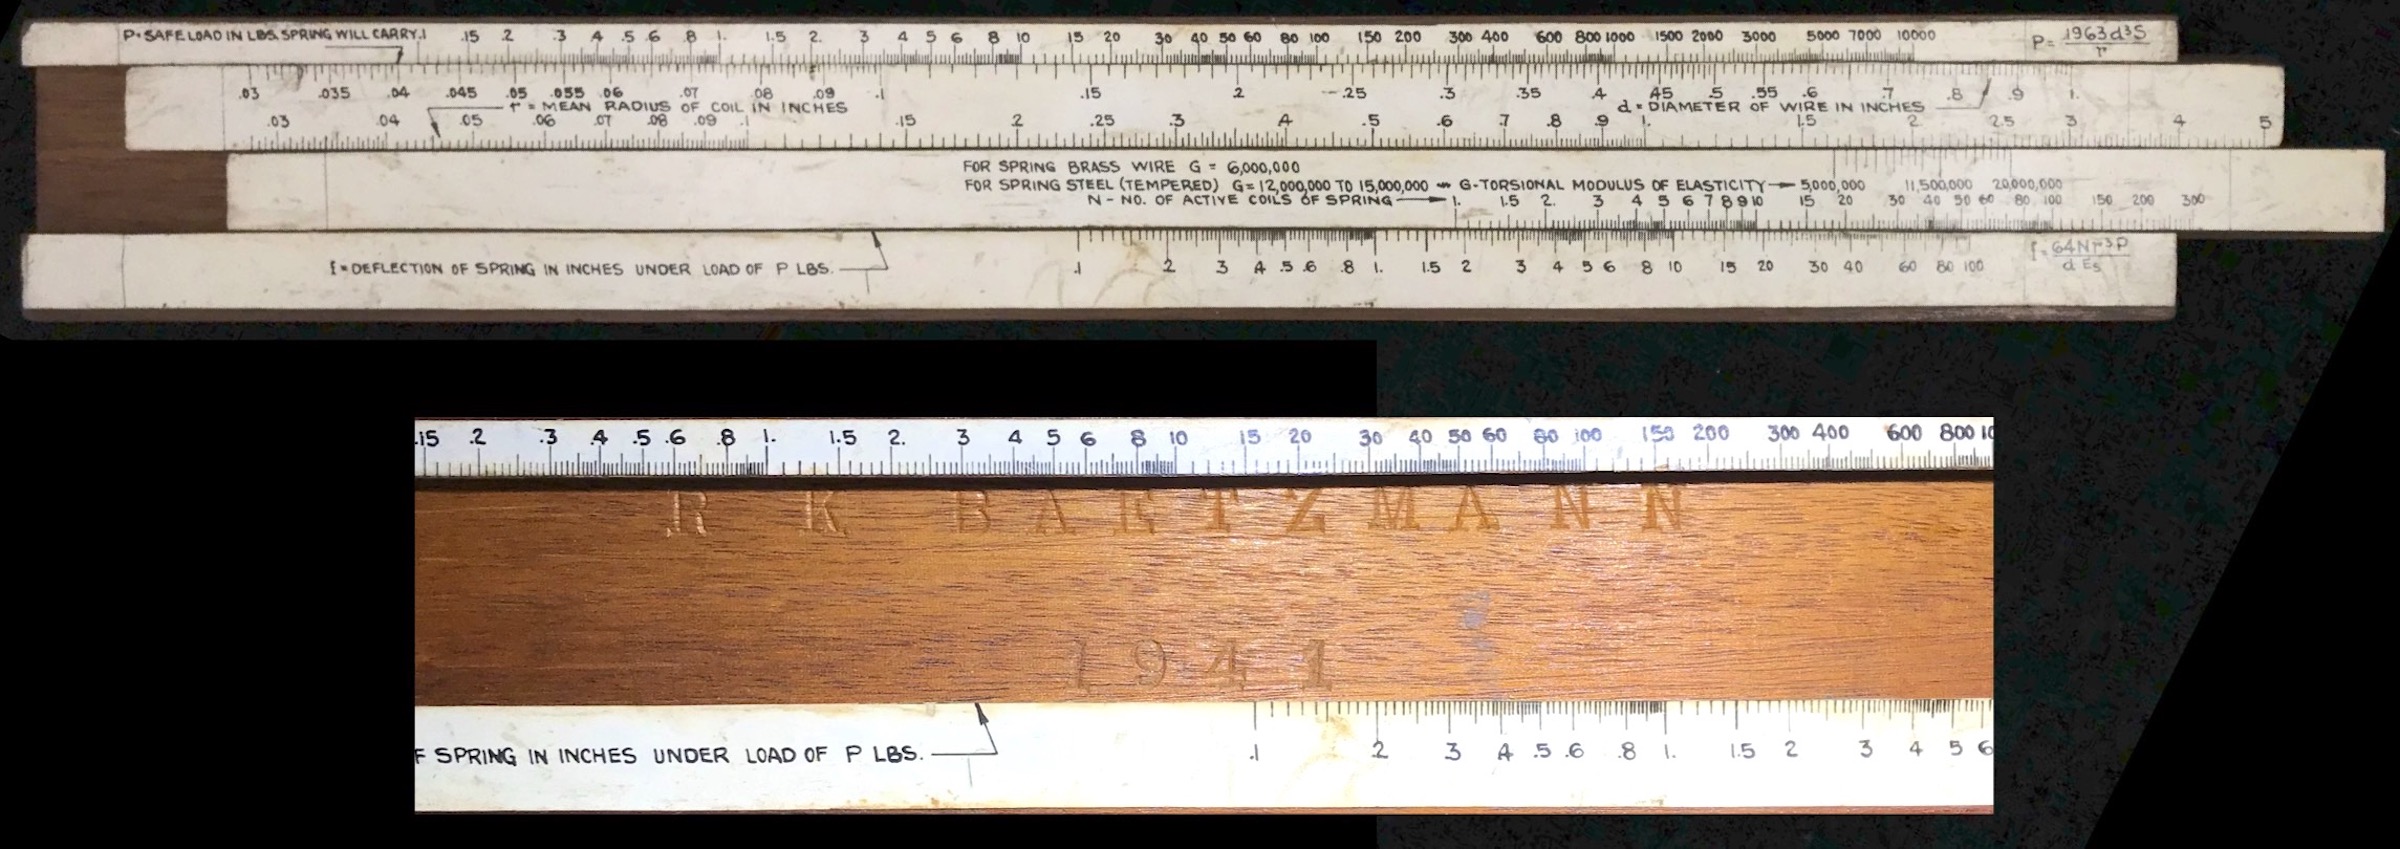 P=SAFE LOAD IN LBS. SPRING WILL CARRY .1 .15 .2 .3 .4 .5 .6 .8 1. 1.5 2. 3 4 5 6 8 10 15 20 30 40 50 60 80 100 150 200 300 400 600 800 1000 1500 2000 3000 5000 7000 10000 P= 1963d³S
r
.03 .035 .04 .045 .05 .055 .06 .07 .08 .09 .1 .15 .2 .25 .3 .35 .4 .45 .5 .55 .6 .7 .8 .9 1.
r = MEAN RADIUS OF COIL IN INCHES d = DIAMETER OF WIRE IN INCHES
.03 .04 .05 .06 .07 .08 .09 .1 .15 .2 .25 .3 .4 .5 .6 .7 .8 .9 1. 1.5 2. 2.5 3 4 5
FOR SPRING BRASS WIRE G = 6,000,000
FOR SPRING STEEL (TEMPERED) G=12,000,000 TO 15,000,000 G-TORSIONAL MODULUS OF ELASTICITY 5,000,000 11,500,000 20,000,000
N - NO. OF ACTIVE COILS OF SPRING 1. 1.5 2. 3 4 5 6 7 8 9 10 15 20 30 40 50 60 80 100 150 200 300
f=DEFLECTION OF SPRING IN INCHES UNDER LOAD OF P LBS. .1 .2 .3 .4 .5 .6 .8 1. 1.5 2 3 4 5 6 8 10 15 20 30 40 60 80 100 f= 64Nr³P
.15 .2 .3 .4 .5 .6 .8 1. 1.5 2. 3 4 5 6 8 10 15 20 30 40 50 60 80 100 150 200 300 400 600 800 10
R K BARTZMANN
1941
F SPRING IN INCHES UNDER LOAD OF P LBS. .1 .2 .3 .4 .5 .6 .8 1. 1.5 2 3 4 5 6